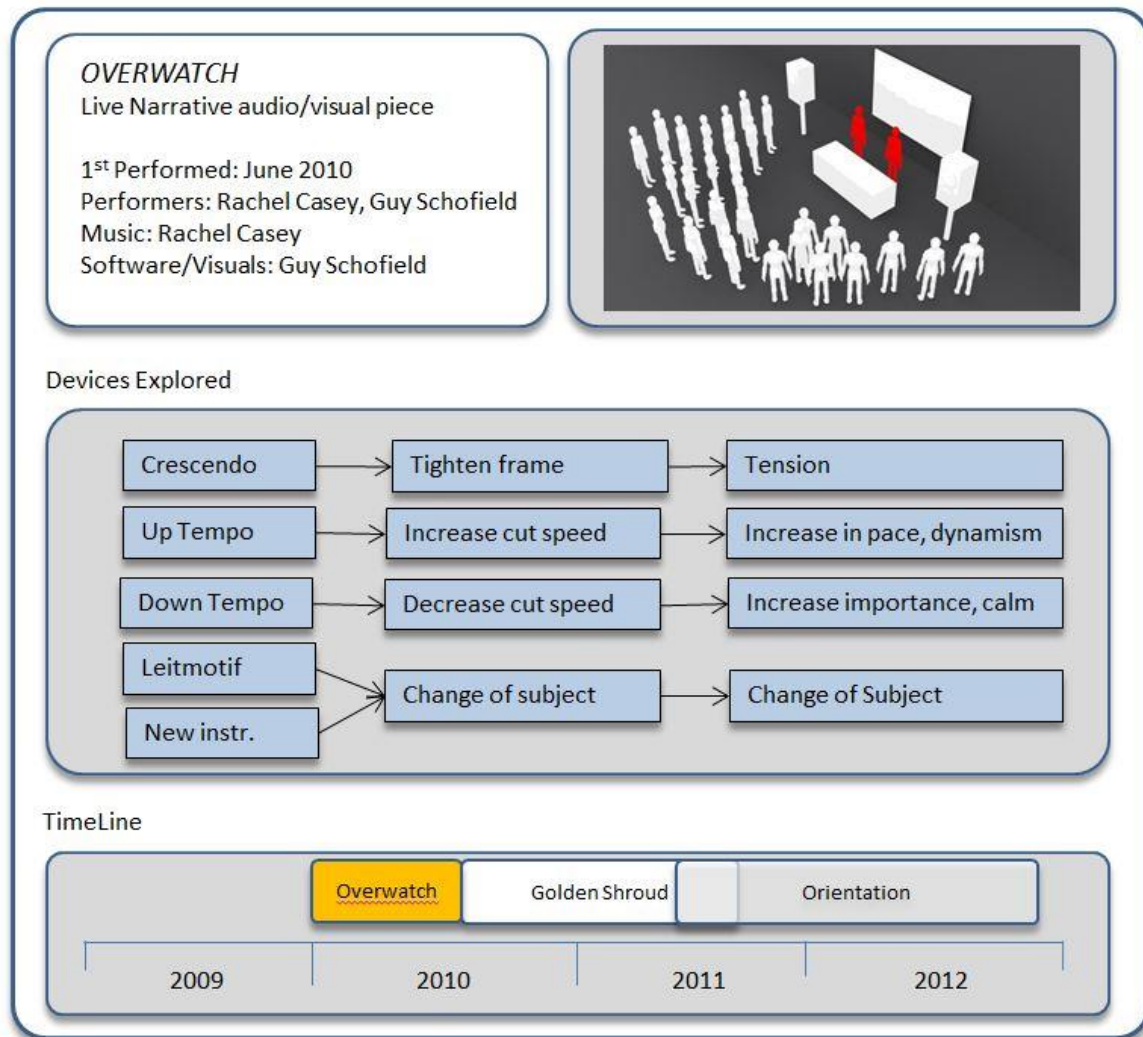 OVERWATCH
Live Narrative audio/visual piece
1st Performed: June 2010
Performers: Rachel Casey, Guy Schofield
Music: Rachel Casey
Software/Visuals: Guy Schofield
Devices Explored
Crescendo
Tighten frame
Tension
Up Tempo
Increase cut speed
Increase in pace, dynamism
Down Tempo
Decrease cut speed
Increase importance, calm
Leitmotif
New instr.
Change of subject
Change of Subject
TimeLine
Overwatch
Golden Shroud
Orientation
2009
2010
2011
2012